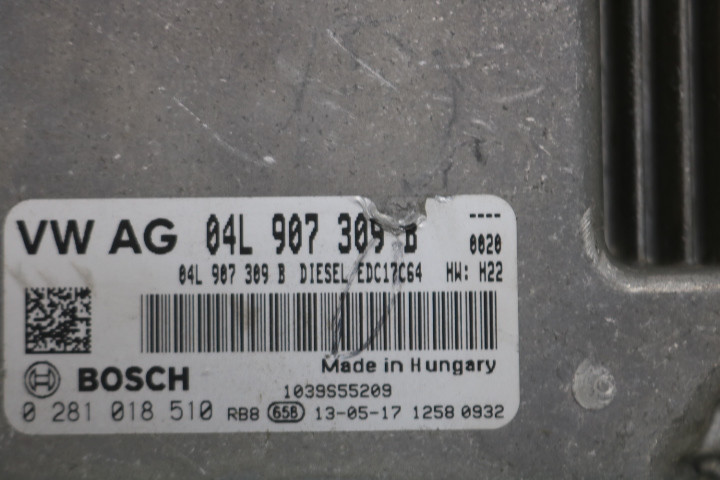 VW AG 04L 907 309 B ----
0020
04L 907 309 B DIESEL EDC17C64 HW: H22
Made in Hungary
BOSCH 1039S55209
0 281 018 510 RB8 658 13-05-17 1258 0932